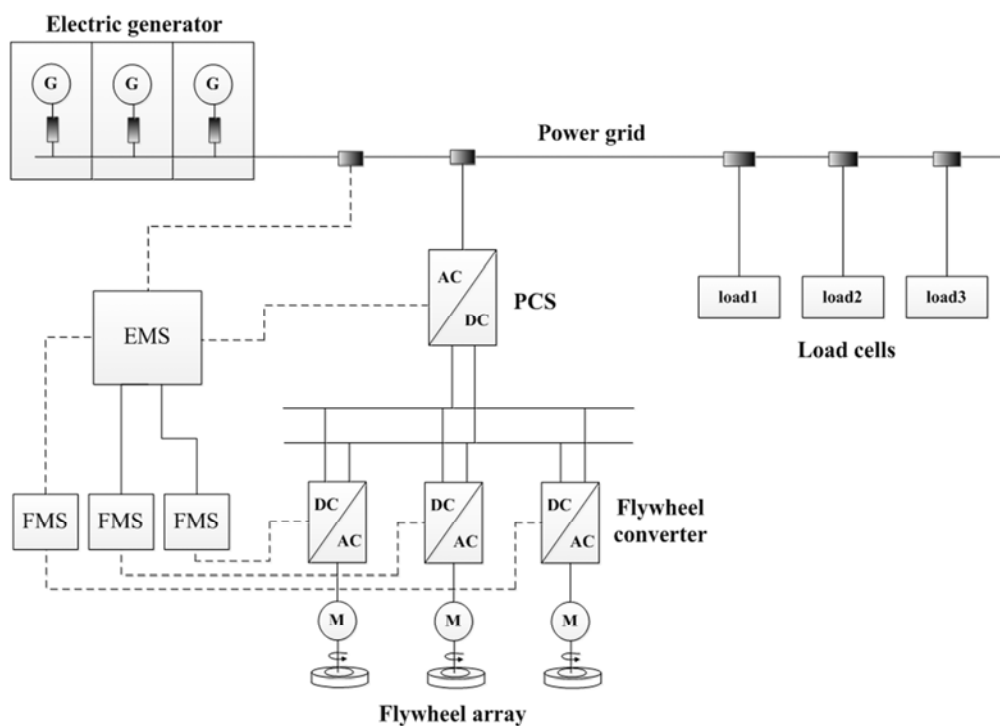 Electric generator
G
G
G
Power grid
AC
DC
PCS
load1
load2
load3
Load cells
EMS
FMS
FMS
FMS
DC
AC
DC
AC
DC
AC
Flywheel
converter
M
M
M
Flywheel array